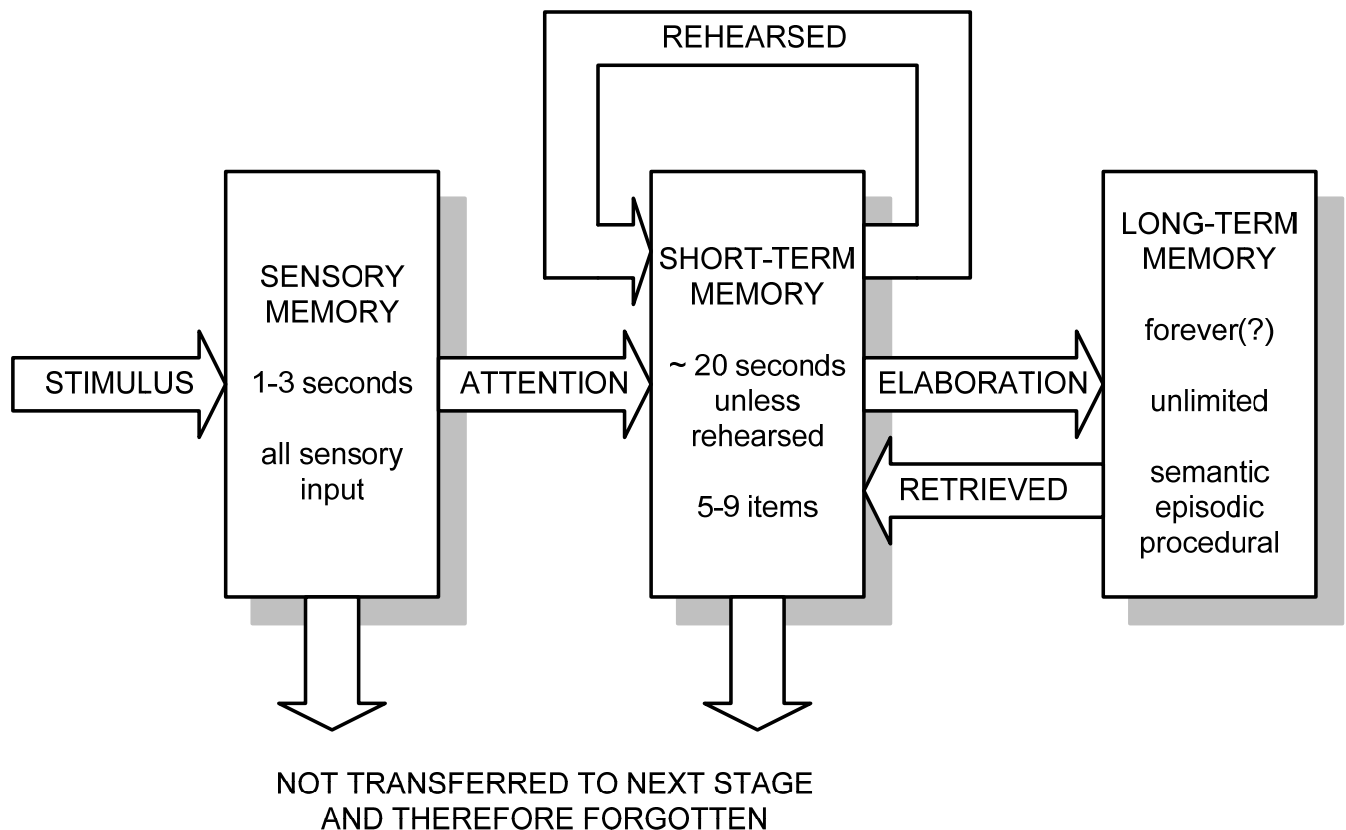 REHEARSED
STIMULUS
SENSORY
MEMORY
1-3 seconds
all sensory
input
ATTENTION
SHORT-TERM
MEMORY
~ 20 seconds
unless
rehearsed
5-9 items
ELABORATION
RETRIEVED
LONG-TERM
MEMORY
forever(?)
unlimited
semantic
episodic
procedural
NOT TRANSFERRED TO NEXT STAGE
AND THEREFORE FORGOTTEN